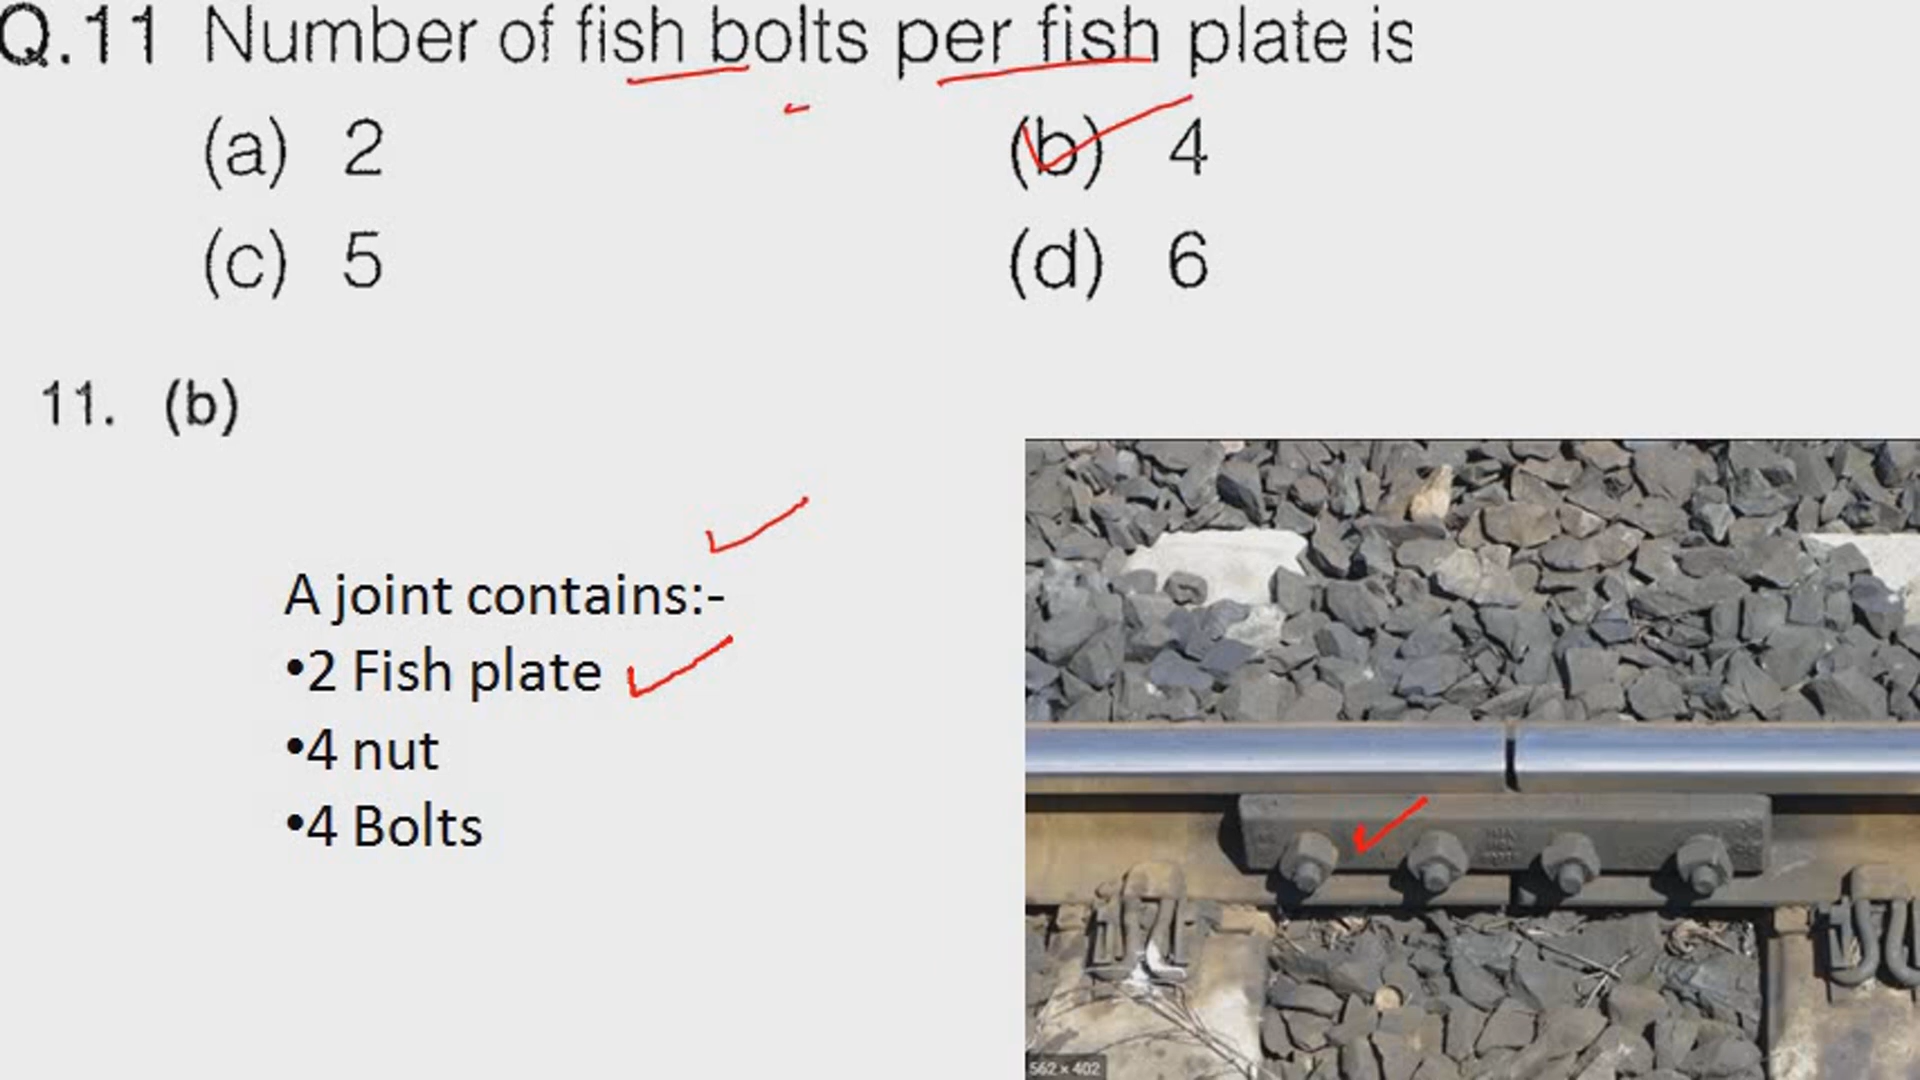 Q.11 Number of fish bolts per fish plate is
(a) 2 (b) 4
(c) 5 (d) 6
11. (b)
A joint contains:-
•2 Fish plate
•4 nut
•4 Bolts
562 × 402